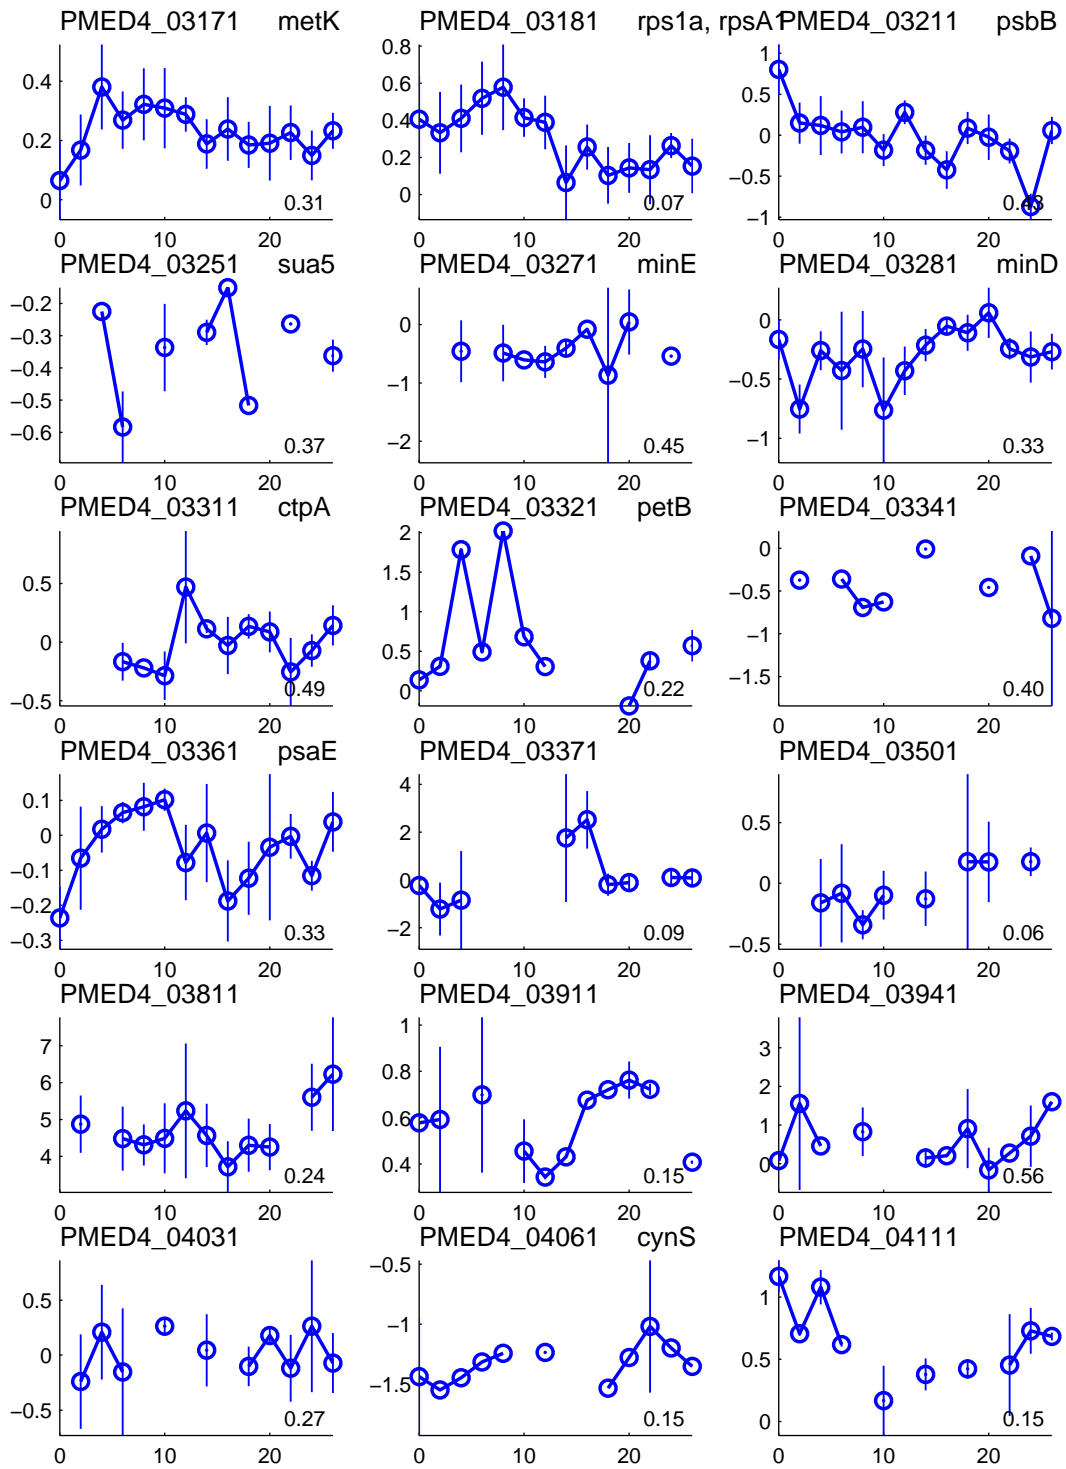 PMED4_03171 metK
0.4
0.2
0
0.31
0 20
PMED4_03181 rps1a, rpsA1
0.8
0.6
0.4
0.2
0
0.07
0 10 20
PMED4_03211 psbB
1
0.5
0
−0.5
−1
0.43
0 10 20
PMED4_03251 sua5
−0.2
−0.3
−0.4
−0.5
−0.6
0.37
0 20
PMED4_03271 minE
0
−1
−2
0.45
0 10 20
PMED4_03281 minD
0
−0.5
−1
0.33
0 10 20
PMED4_03311 ctpA
0.5
0
−0.5
0.49
0 20
PMED4_03321 petB
2
1.5
1
0.5
0
0.22
0 10 20
PMED4_03341
0
−0.5
−1
−1.5
0.40
0 10 20
PMED4_03361 psaE
0.1
0
−0.1
−0.2
−0.3
0.33
0 20
PMED4_03371
4
2
0
−2
0.09
0 10 20
PMED4_03501
0.5
0
−0.5
0.06
0 10 20
PMED4_03811
7
6
5
4
0.24
0 20
PMED4_03911
1
0.8
0.6
0.4
0.15
0 10 20
PMED4_03941
3
2
1
0
0.56
0 10 20
PMED4_04031
0.5
0
−0.5
0.27
0 10 20
PMED4_04061 cynS
−0.5
−1
−1.5
0.15
0 10 20
PMED4_04111
1
0.5
0
0.15
0 10 20